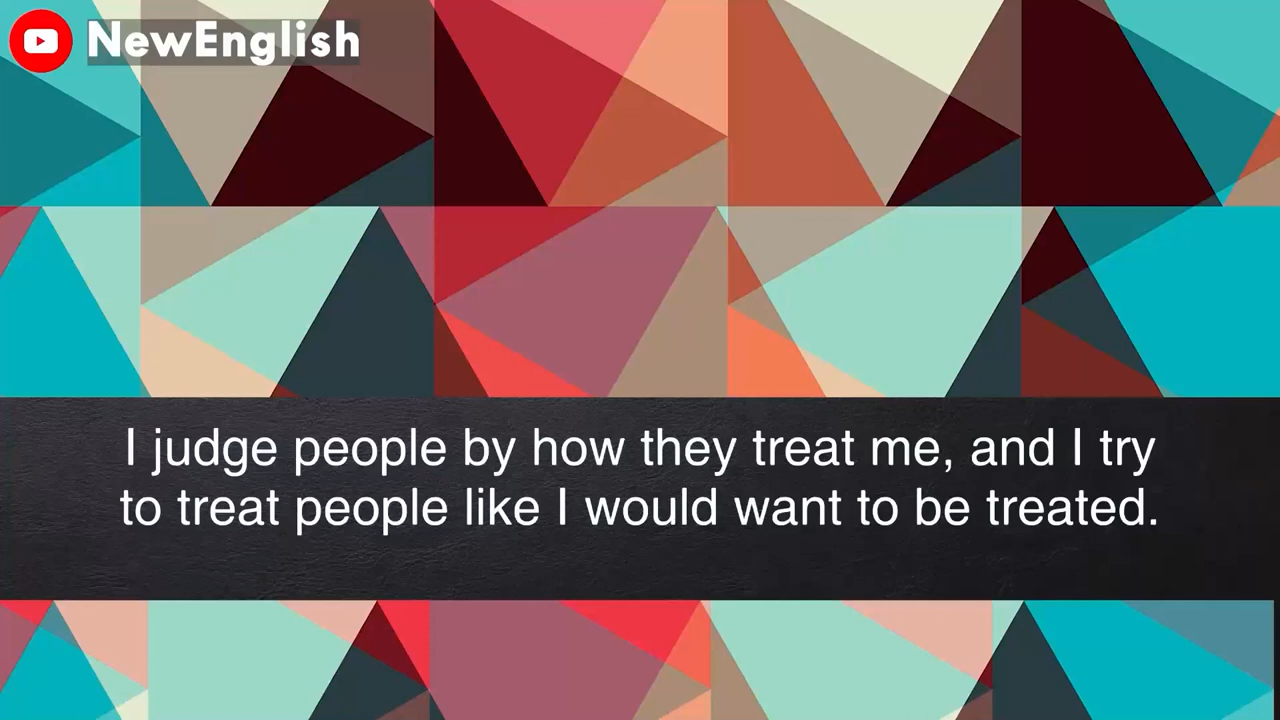 NewEnglish
I judge people by how they treat me, and I try
to treat people like I would want to be treated.